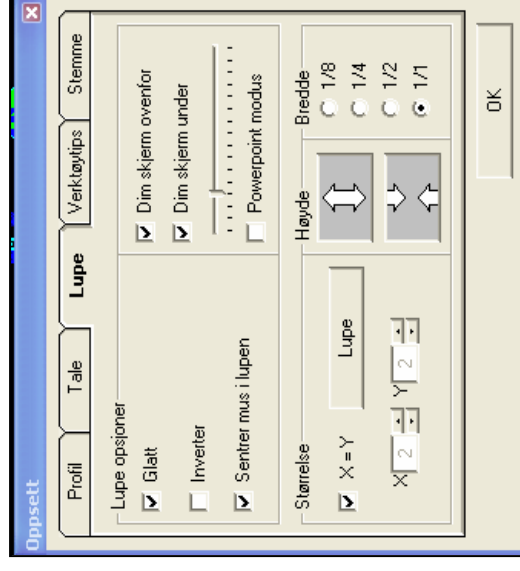 Oppsett
Profil
Tale
Lupe
Verktøytips
Stemme
Lupe opsjoner
Glatt
Inverter
Sentrer mus i lupen
Dim skjerm ovenfor
Dim skjerm under
Powerpoint modus
Størrelse
X = Y
Lupe
X 2 Y 2
Høyde
Bredde
1/8
1/4
1/2
1/1
OK